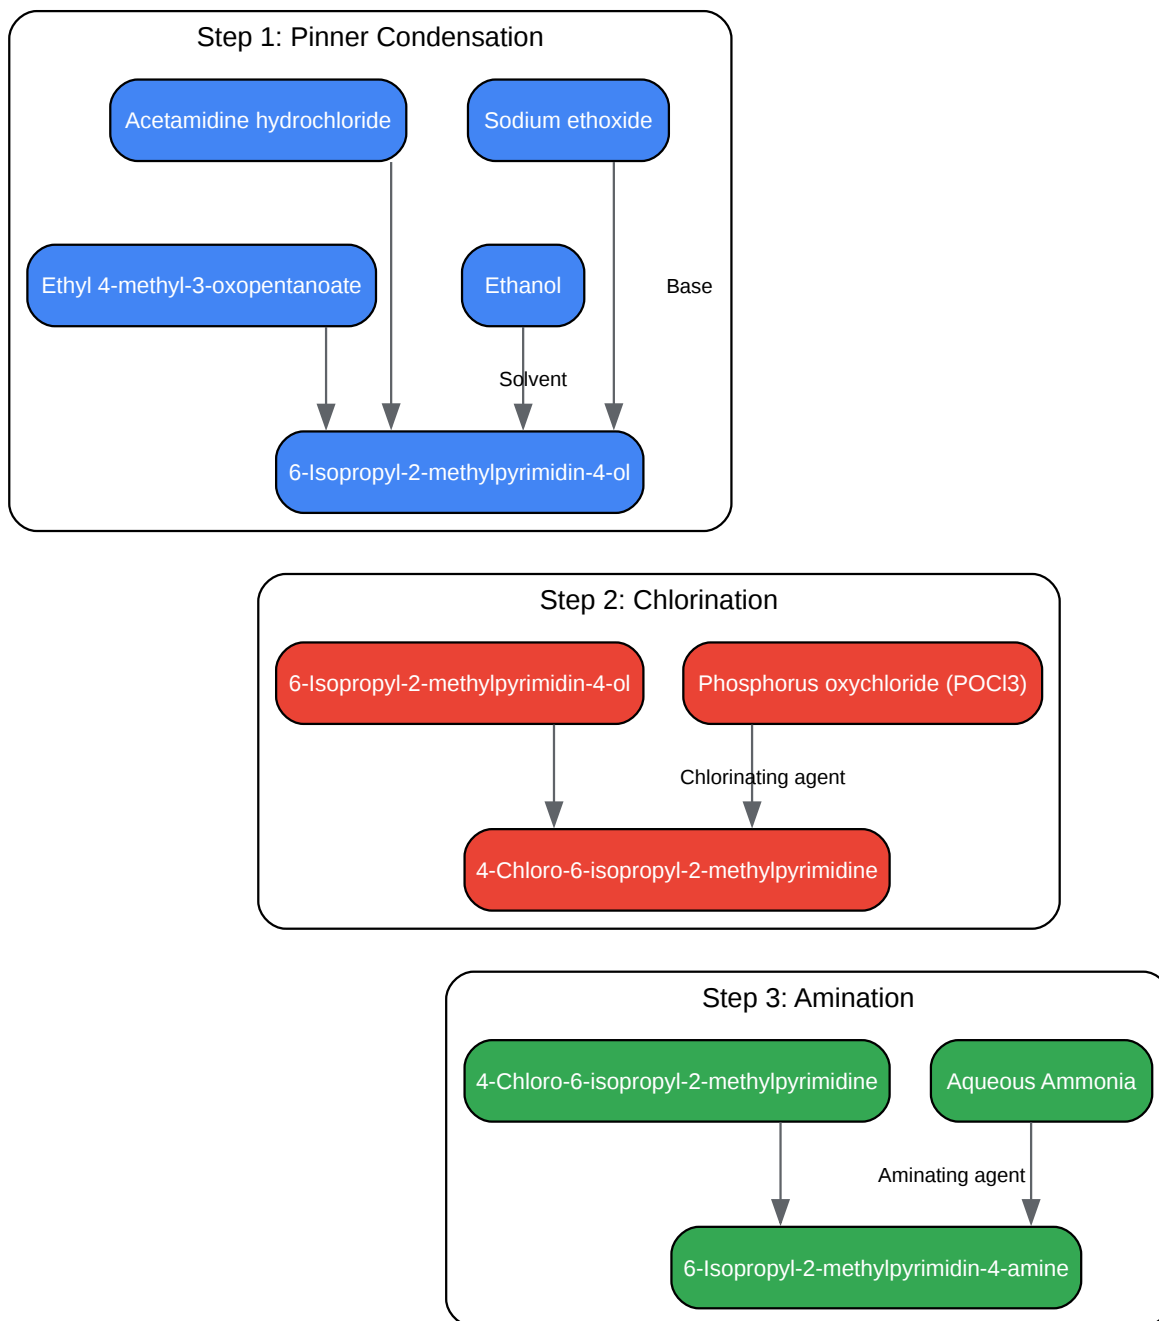 Step 1: Pinner Condensation
Acetamidine hydrochloride
Sodium ethoxide
Ethyl 4-methyl-3-oxopentanoate
Ethanol
Base
Solvent
6-Isopropyl-2-methylpyrimidin-4-ol
Step 2: Chlorination
6-Isopropyl-2-methylpyrimidin-4-ol
Phosphorus oxychloride (POCl3)
Chlorinating agent
4-Chloro-6-isopropyl-2-methylpyrimidine
Step 3: Amination
4-Chloro-6-isopropyl-2-methylpyrimidine
Aqueous Ammonia
Aminating agent
6-Isopropyl-2-methylpyrimidin-4-amine